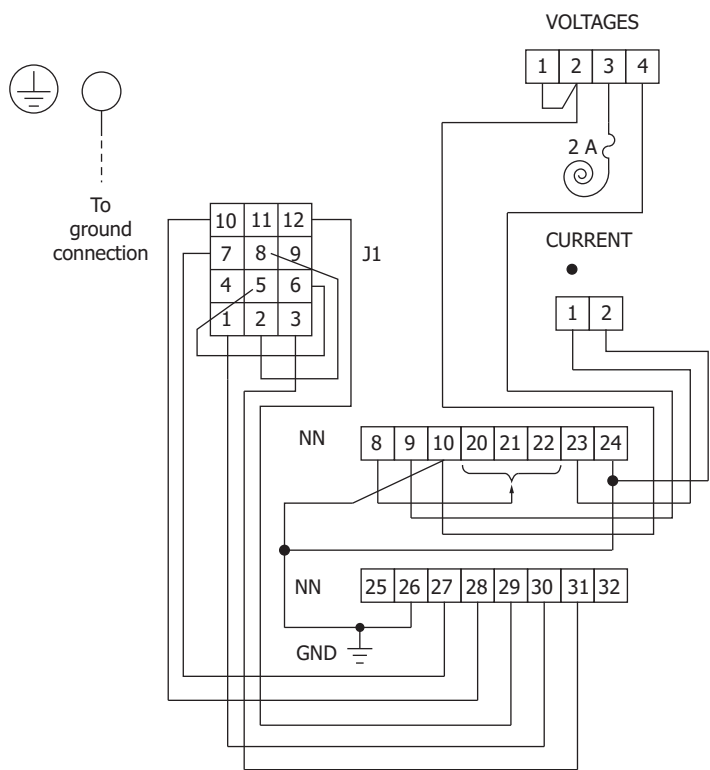 VOLTAGES
1 2 3 4
2 A
To
ground
connection
10 11 12
7 8 9
4 5 6
1 2 3
J1
CURRENT
1 2
NN
8 9 10 20 21 22 23 24
NN
25 26 27 28 29 30 31 32
GND